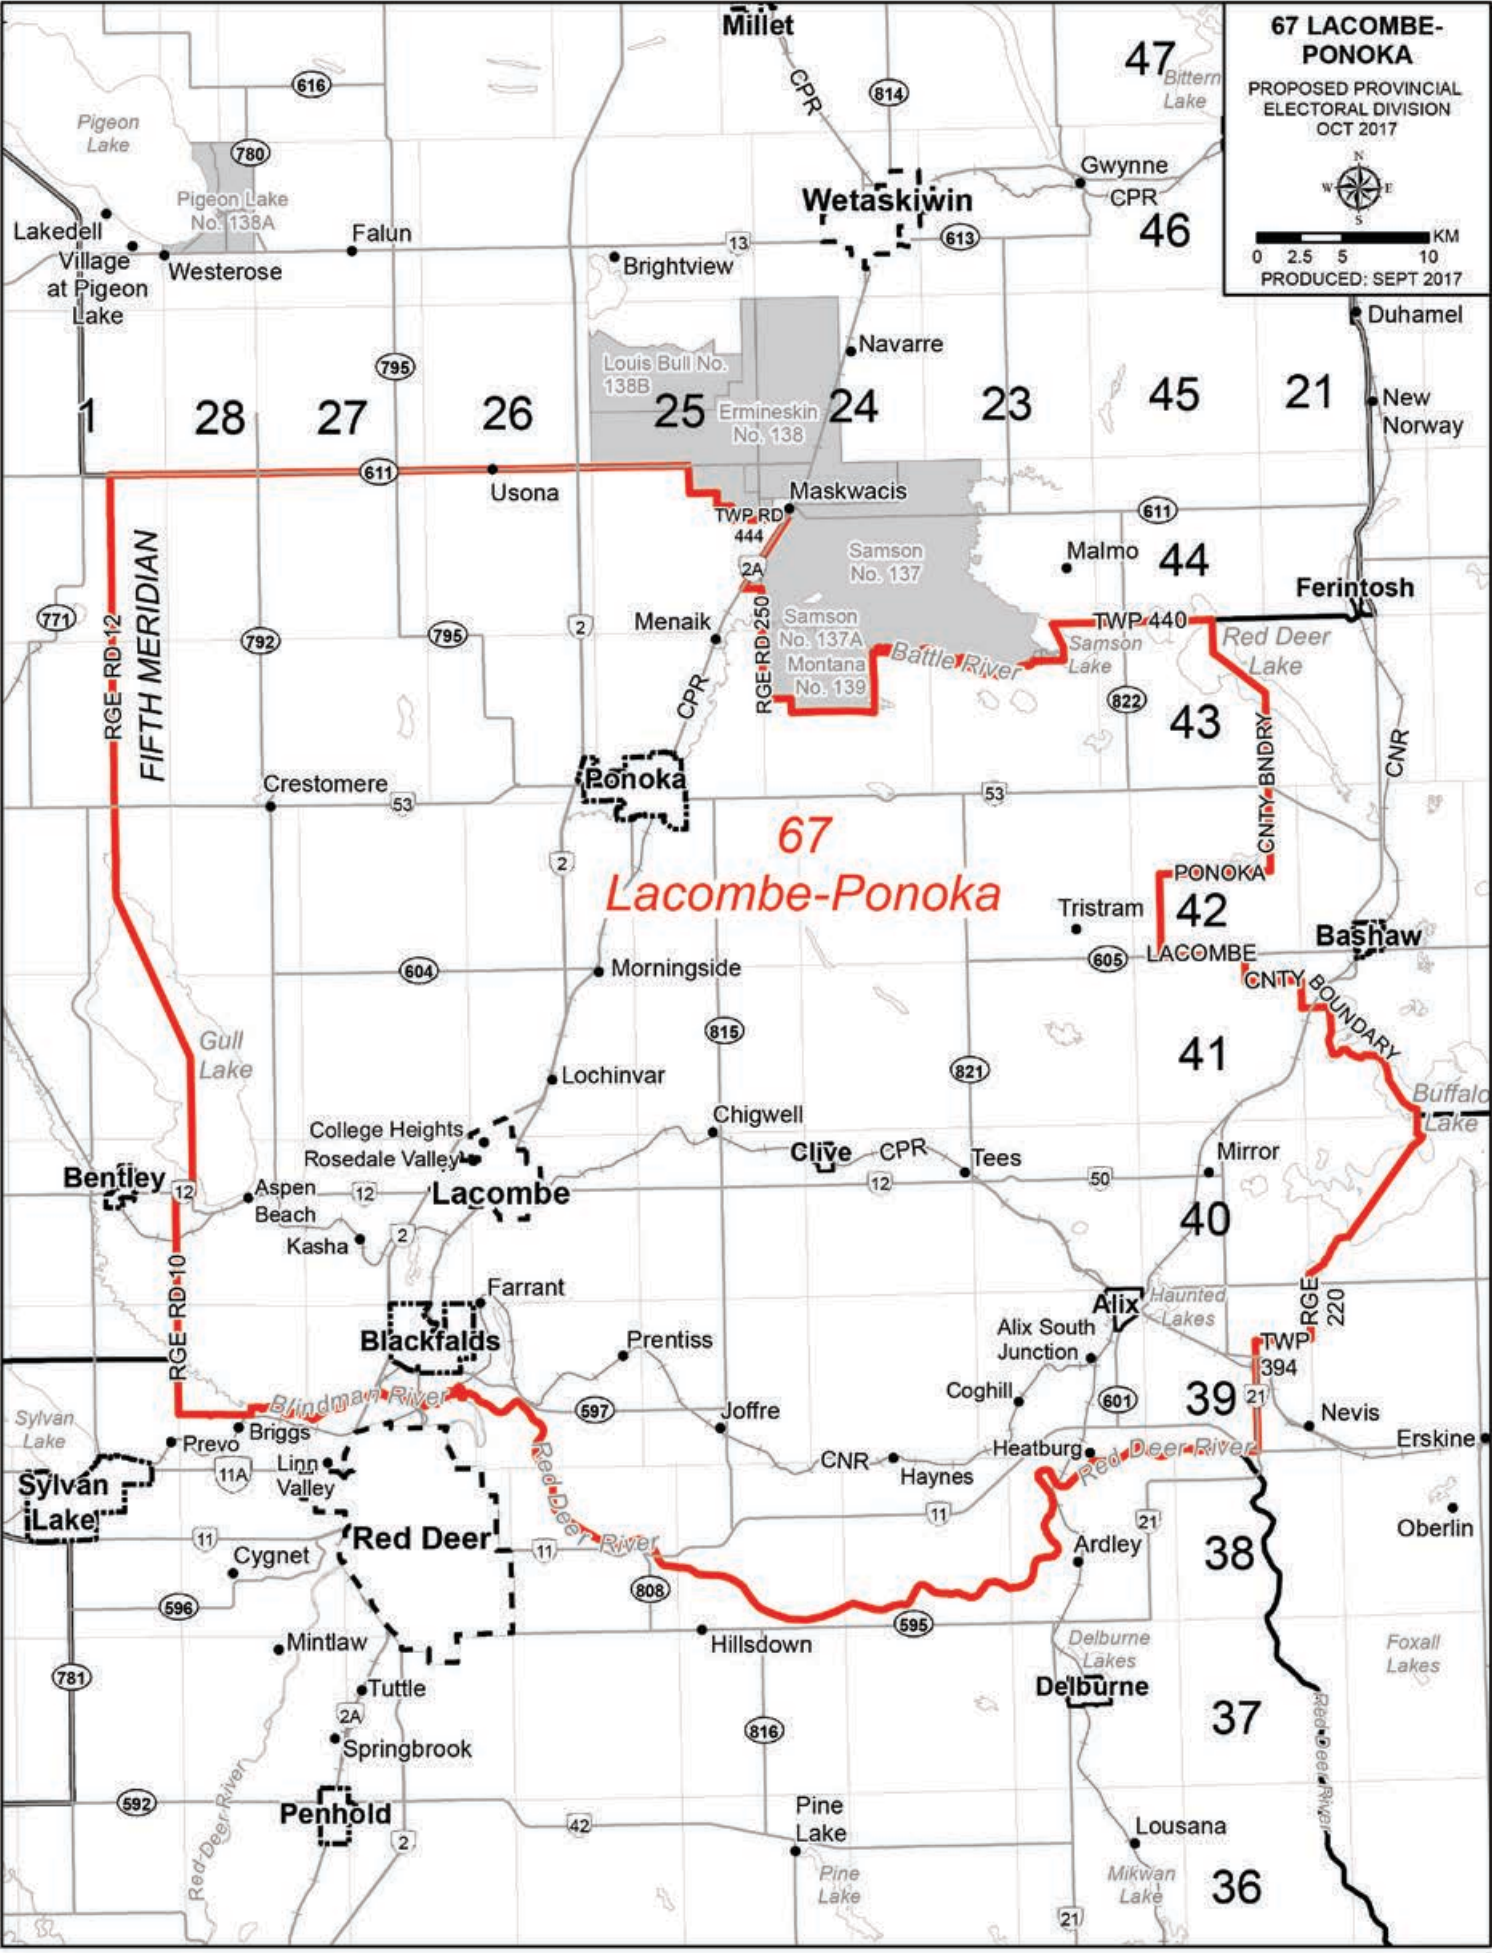 Millet
67 LACOMBE-
PONOKA
PROPOSED PROVINCIAL
ELECTORAL DIVISION
OCT 2017
N
W
E
S
KM
0 2.5 5 10
PRODUCED: SEPT 2017
47
Bittern
Lake
616
CPR
814
Pigeon
Lake
780
Gwynne
CPR
Pigeon Lake
No. 138A
Wetaskiwin
46
Lakedell
Village
at Pigeon
Lake
Westerose
Falun
13
613
Brightview
Duhamel
Navarre
795
Louis Bull No.
138B
Ermineskin
No. 138
1
28
27
26
25
24
23
45
21
New
Norway
611
Usona
Maskwacis
TWP RD
444
611
2A
Samson
No. 137
Malmo
44
Ferintosh
FIFTH MERIDIAN
RGE RD 12
771
792
795
2
Menaik
CPR
RGE RD 250
Samson
No. 137A
Montana
No. 139
Battle River
TWP 440
Samson
Lake
Red Deer
Lake
822
43
CNTY BNDRY
CNR
Ponoka
Crestomere
53
53
2
67
Lacombe-Ponoka
PONOKA
42
Tristram
605
LACOMBE
CNTY BOUNDARY
Bashaw
604
Morningside
815
821
41
Gull
Lake
Lochinvar
Buffalo
Lake
College Heights
Rosedale Valley
Chigwell
Clive
CPR
Tees
Mirror
Bentley
12
Aspen
Beach
12
Lacombe
12
50
Kasha
2
40
RGE RD 10
Farrant
Blackfalds
Prentiss
Alix
Haunted
Lakes
RGE
220
Alix South
Junction
TWP
394
Blindman River
597
Joffre
Coghill
601
39
21
Nevis
Sylvan
Lake
Prevo
Briggs
Linn
Valley
11A
Sylvan
Lake
Red Deer River
CNR
Haynes
Heatburg
Red Deer River
Erskine
Red Deer
11
11
11
21
Oberlin
Cygnet
Ardley
38
596
808
595
Mintlaw
Hillsdown
Delburne
Lakes
Foxall
Lakes
781
Tuttle
2A
Delburne
37
816
Springbrook
Red Deer River
Red Deer River
592
Penhold
2
42
Pine
Lake
Lousana
Pine
Lake
Mikwan
Lake
36
21